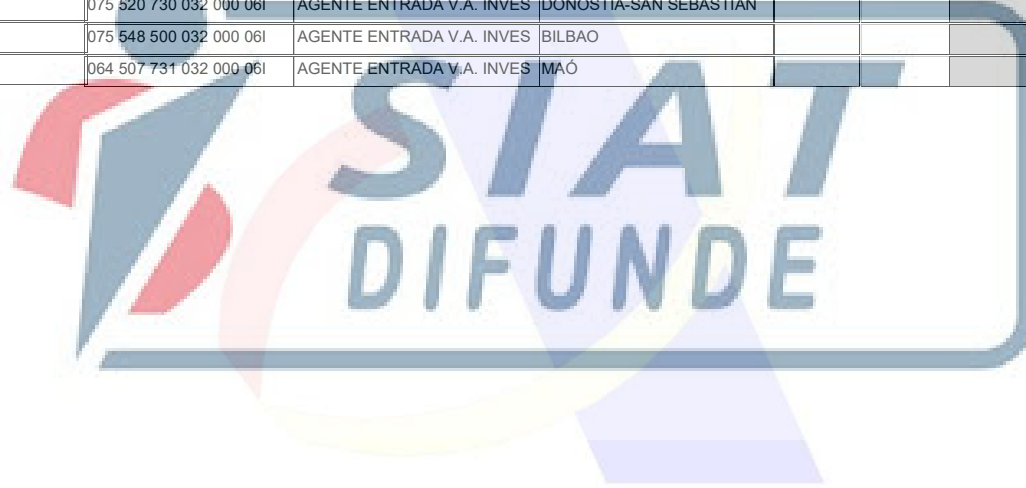 075 520 730 032 000 06I AGENTE ENTRADA V.A. INVES DONOSTIA-SAN SEBASTIAN
075 548 500 032 000 06I AGENTE ENTRADA V.A. INVES BILBAO
064 507 731 032 000 06I AGENTE ENTRADA V.A. INVES MAÓ
SIAT
DIFUNDE